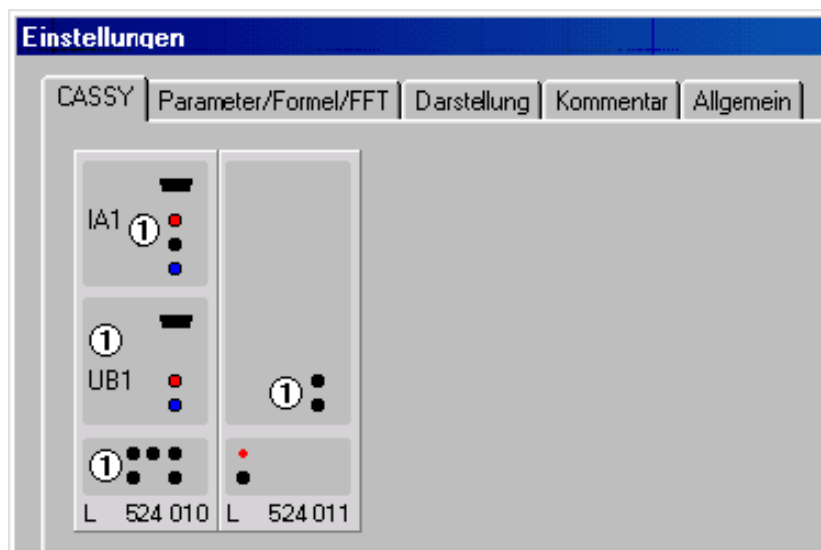 Einstellungen
CASSY Parameter/Formel/FFT Darstellung Kommentar Allgemein
IA1 1
1
UB1 1
1
L 524 010 L 524 011